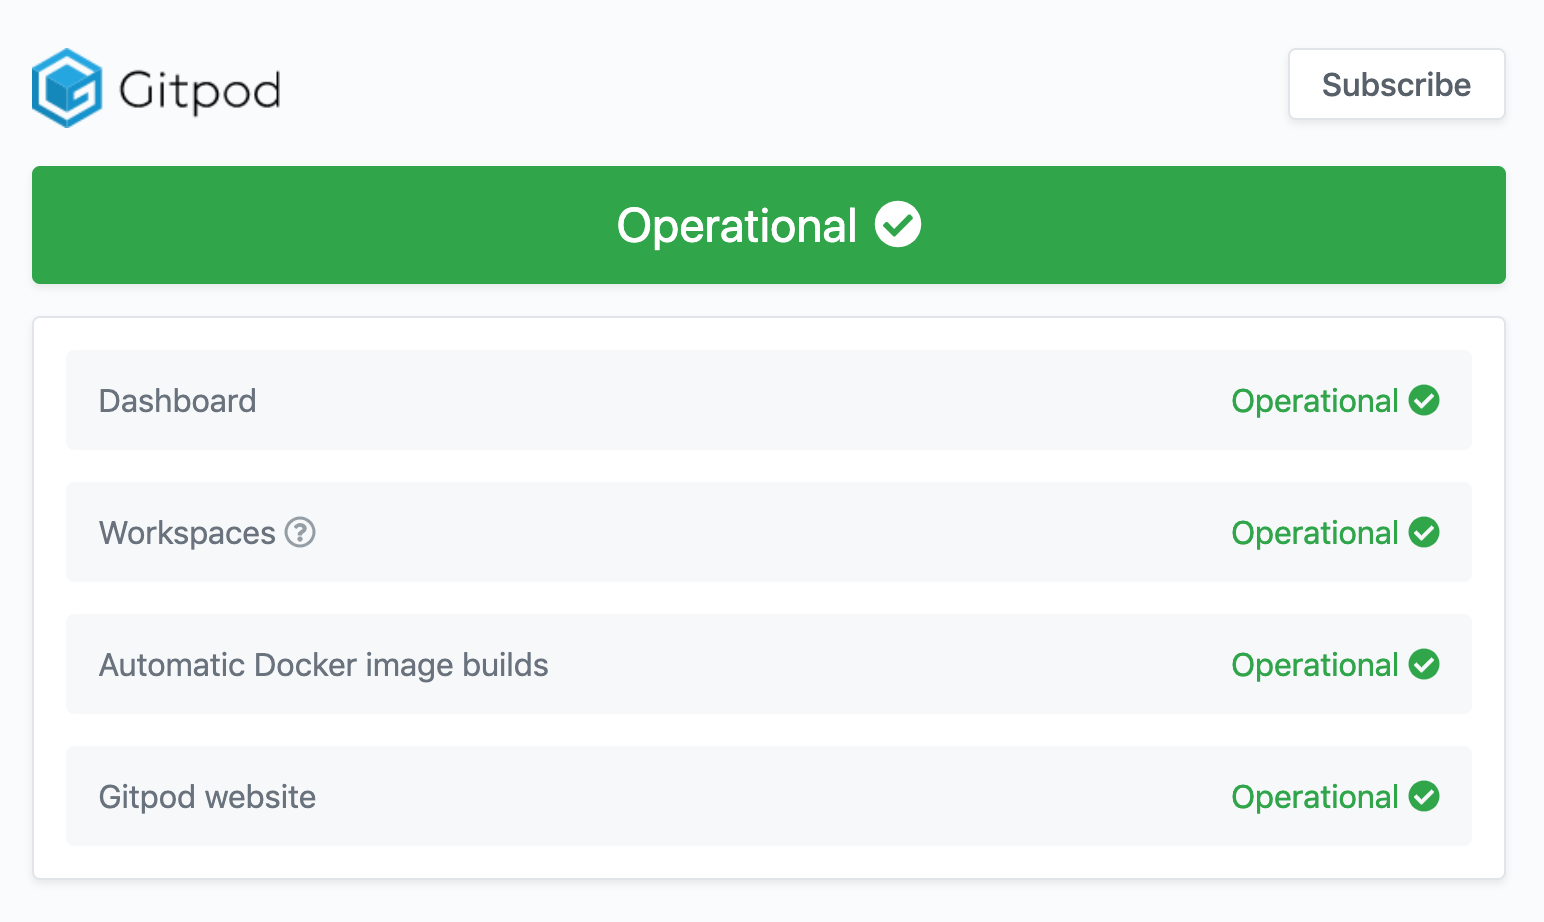 Gitpod
Subscribe
Operational
Dashboard Operational
Workspaces ? Operational
Automatic Docker image builds Operational
Gitpod website Operational